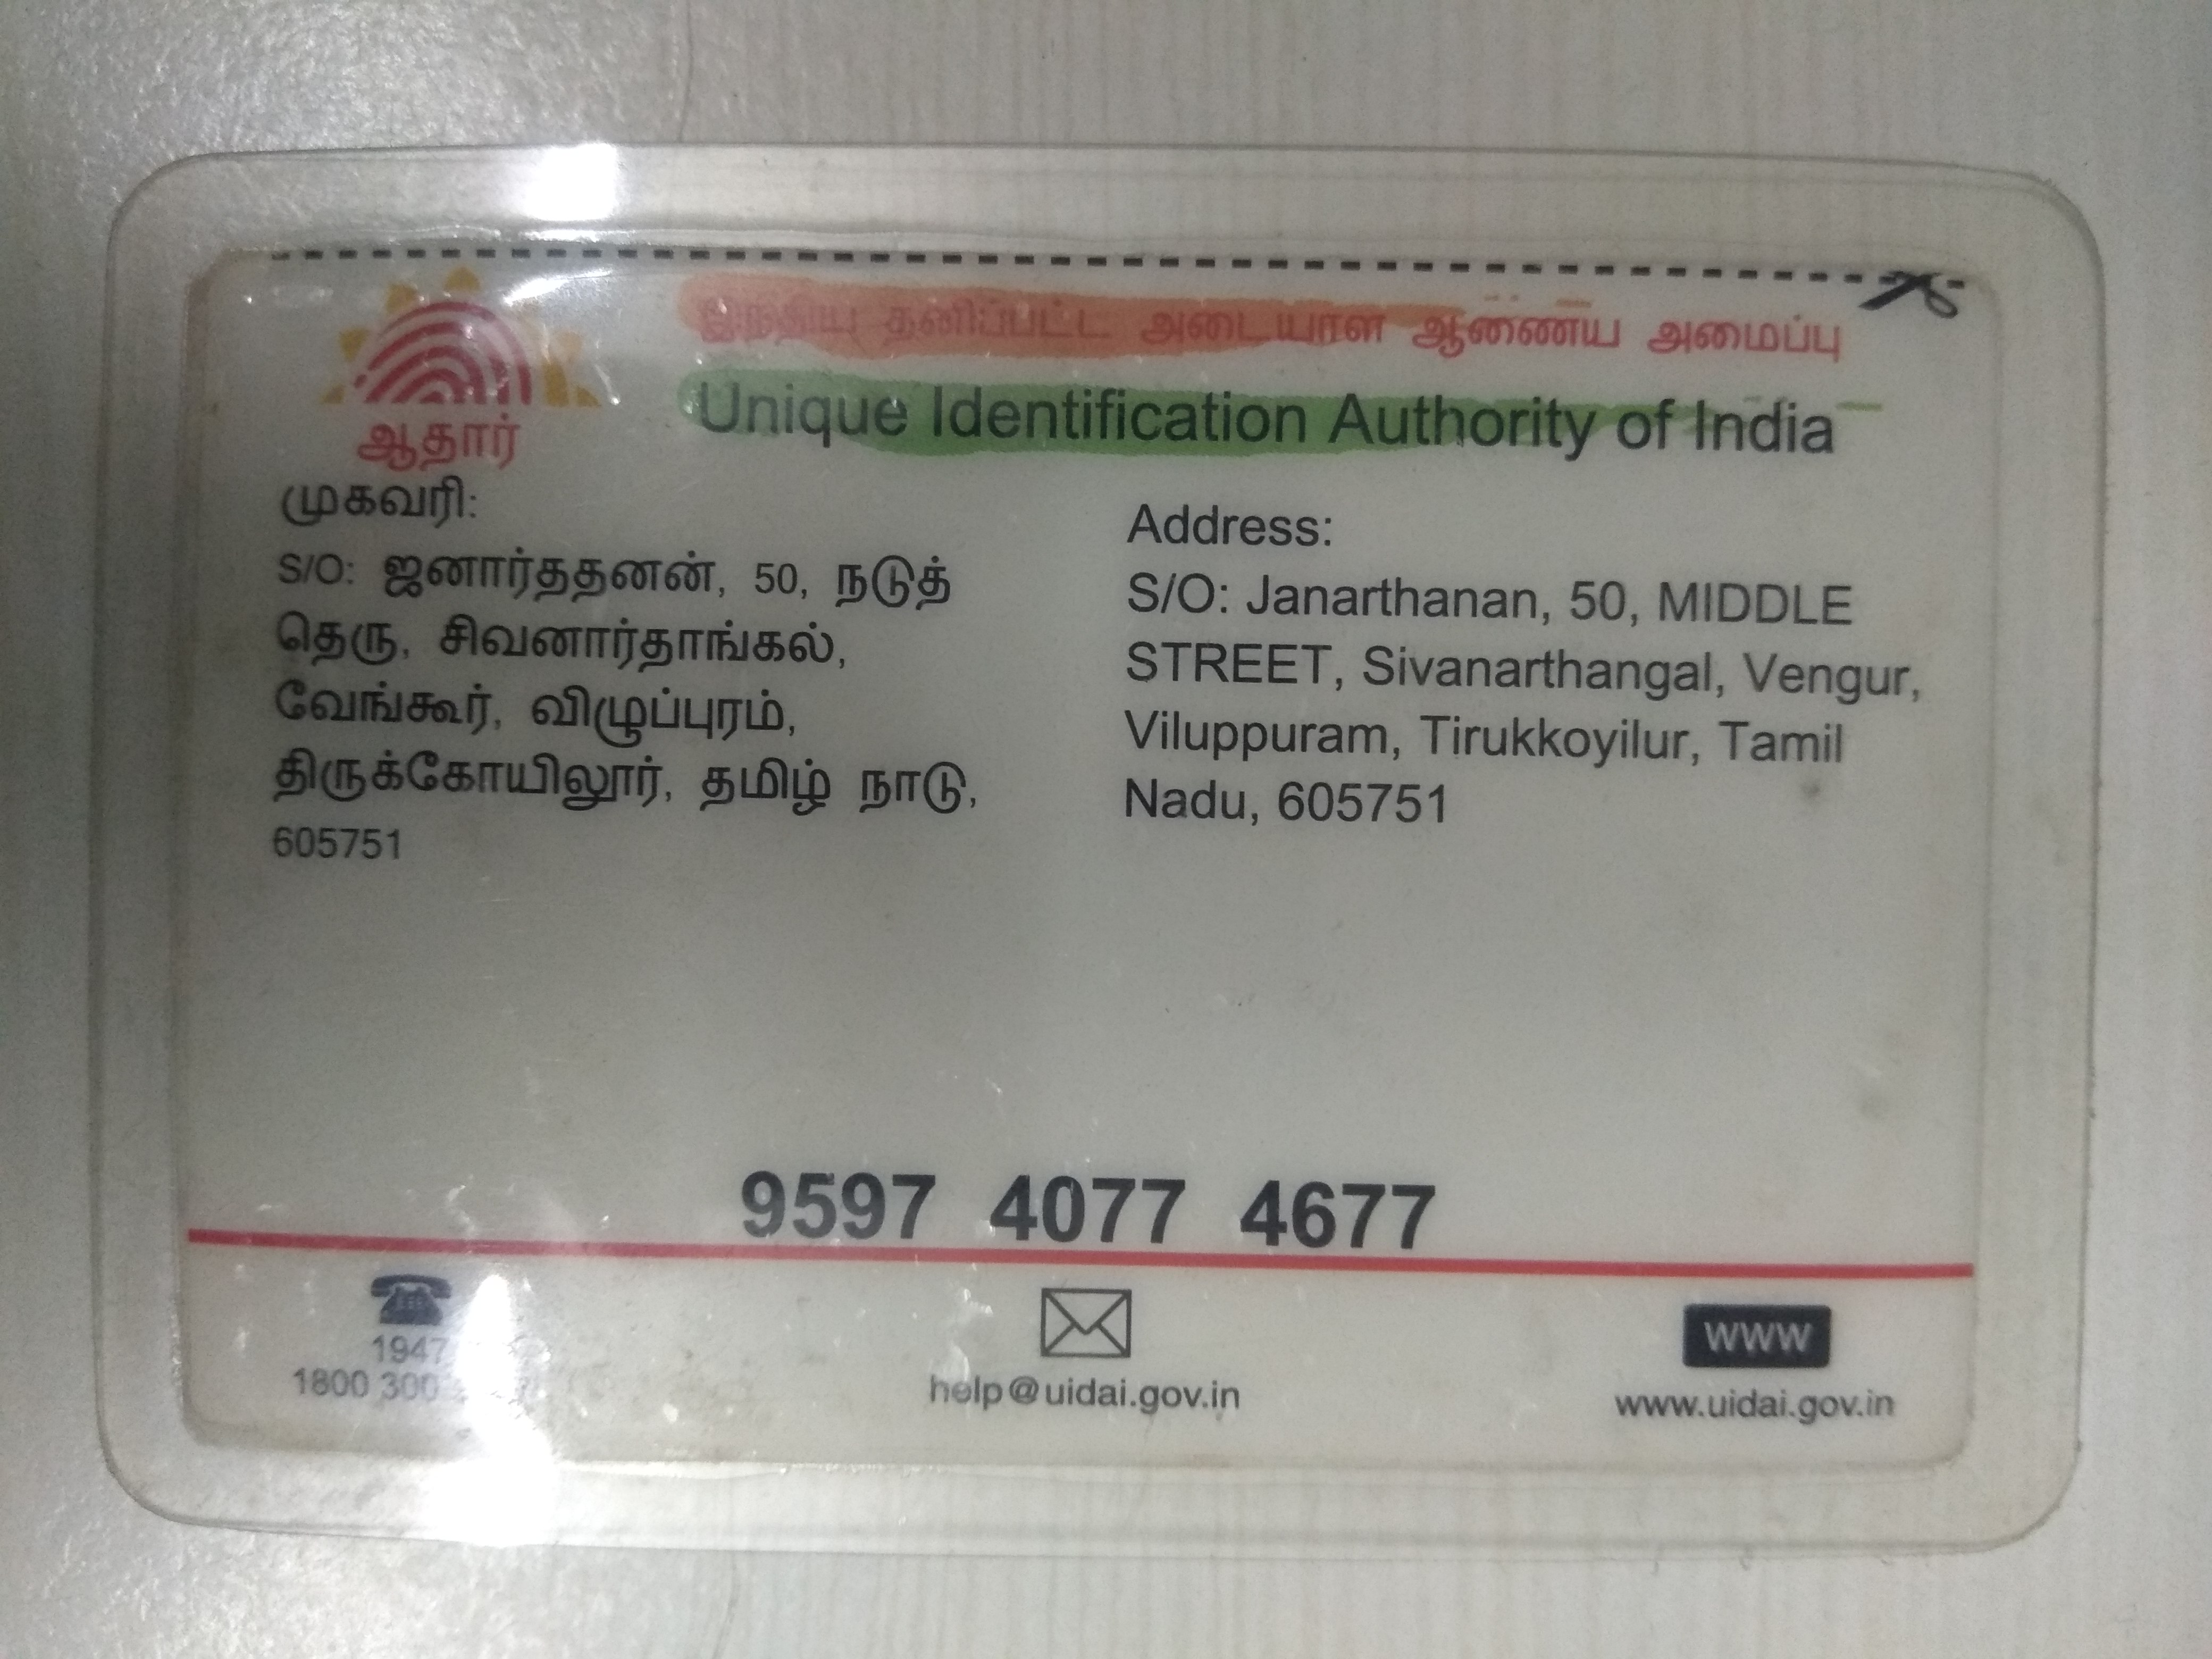 இந்திய தனிப்பட்ட அடையாள ஆணைய அமைப்பு
Unique Identification Authority of India
ஆதார்
முகவரி:
S/O: ஜனார்ததனன், 50, நடுத்
தெரு, சிவனார்தாங்கல்,
வேங்கூர், விழுப்புரம்,
திருக்கோயிலூர், தமிழ் நாடு,
605751
Address:
S/O: Janarthanan, 50, MIDDLE
STREET, Sivanarthangal, Vengur,
Viluppuram, Tirukkoyilur, Tamil
Nadu, 605751
9597 4077 4677
1947
1800 300
help@uidai.gov.in
www
www.uidai.gov.in